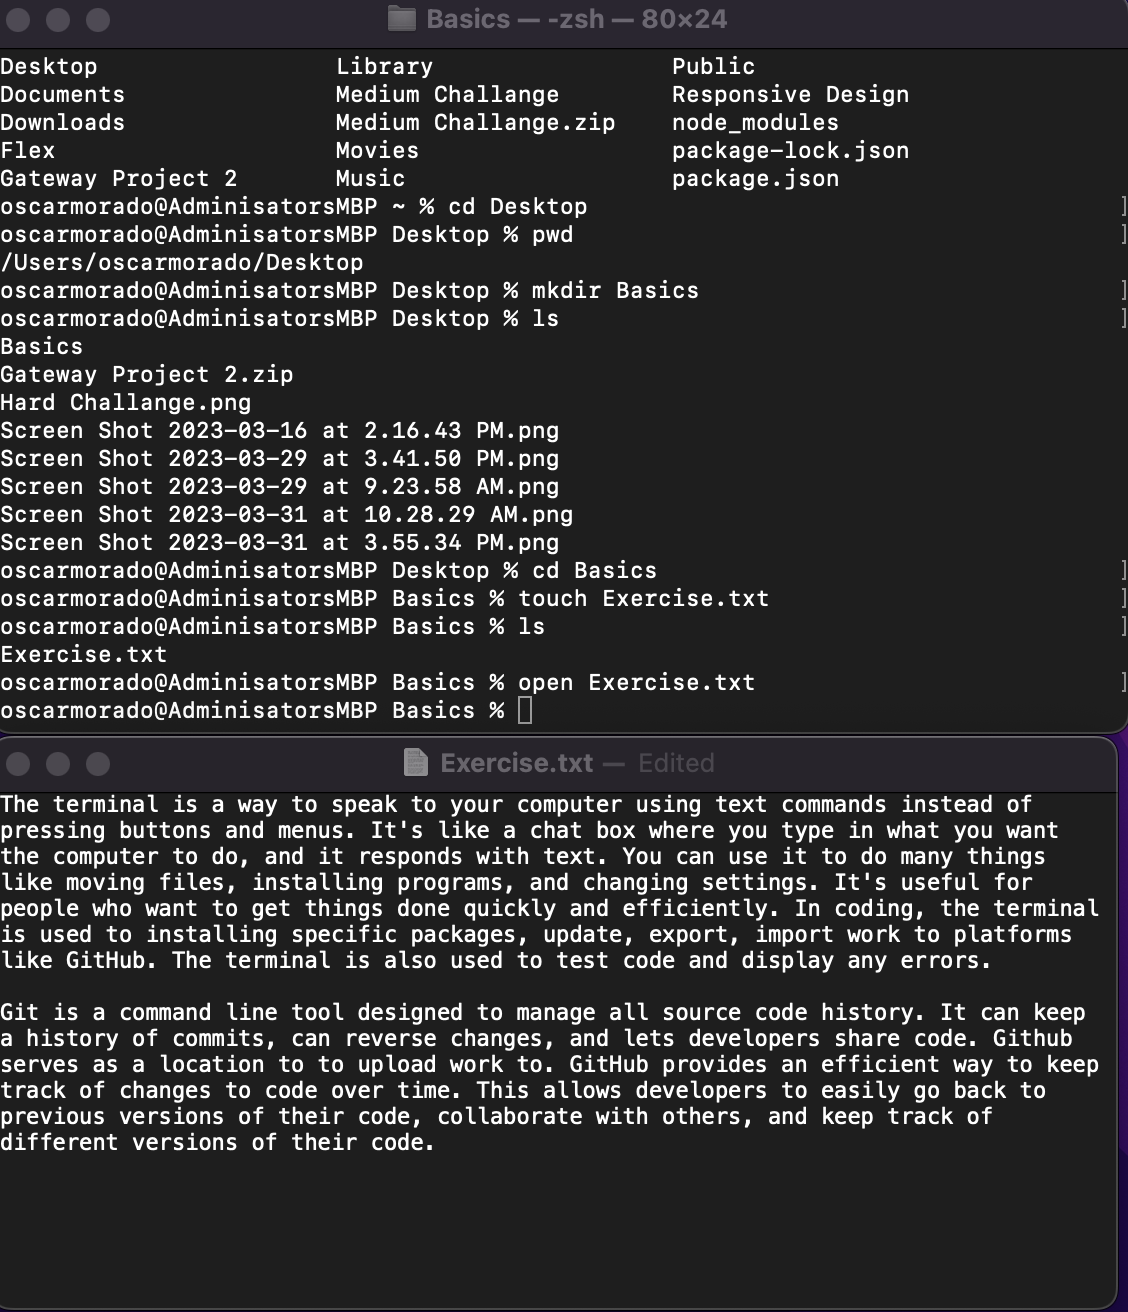 Basics — -zsh — 80×24
Desktop Library Public
Documents Medium Challange Responsive Design
Downloads Medium Challange.zip node_modules
Flex Movies package-lock.json
Gateway Project 2 Music package.json
oscarmorado@AdminisatorsMBP ~ % cd Desktop ]
oscarmorado@AdminisatorsMBP Desktop % pwd ]
/Users/oscarmorado/Desktop
oscarmorado@AdminisatorsMBP Desktop % mkdir Basics ]
oscarmorado@AdminisatorsMBP Desktop % ls ]
Basics
Gateway Project 2.zip
Hard Challange.png
Screen Shot 2023-03-16 at 2.16.43 PM.png
Screen Shot 2023-03-29 at 3.41.50 PM.png
Screen Shot 2023-03-29 at 9.23.58 AM.png
Screen Shot 2023-03-31 at 10.28.29 AM.png
Screen Shot 2023-03-31 at 3.55.34 PM.png
oscarmorado@AdminisatorsMBP Desktop % cd Basics ]
oscarmorado@AdminisatorsMBP Basics % touch Exercise.txt ]
oscarmorado@AdminisatorsMBP Basics % ls ]
Exercise.txt
oscarmorado@AdminisatorsMBP Basics % open Exercise.txt ]
oscarmorado@AdminisatorsMBP Basics %
Exercise.txt — Edited
The terminal is a way to speak to your computer using text commands instead of
pressing buttons and menus. It's like a chat box where you type in what you want
the computer to do, and it responds with text. You can use it to do many things
like moving files, installing programs, and changing settings. It's useful for
people who want to get things done quickly and efficiently. In coding, the terminal
is used to installing specific packages, update, export, import work to platforms
like GitHub. The terminal is also used to test code and display any errors.
Git is a command line tool designed to manage all source code history. It can keep
a history of commits, can reverse changes, and lets developers share code. Github
serves as a location to to upload work to. GitHub provides an efficient way to keep
track of changes to code over time. This allows developers to easily go back to
previous versions of their code, collaborate with others, and keep track of
different versions of their code.